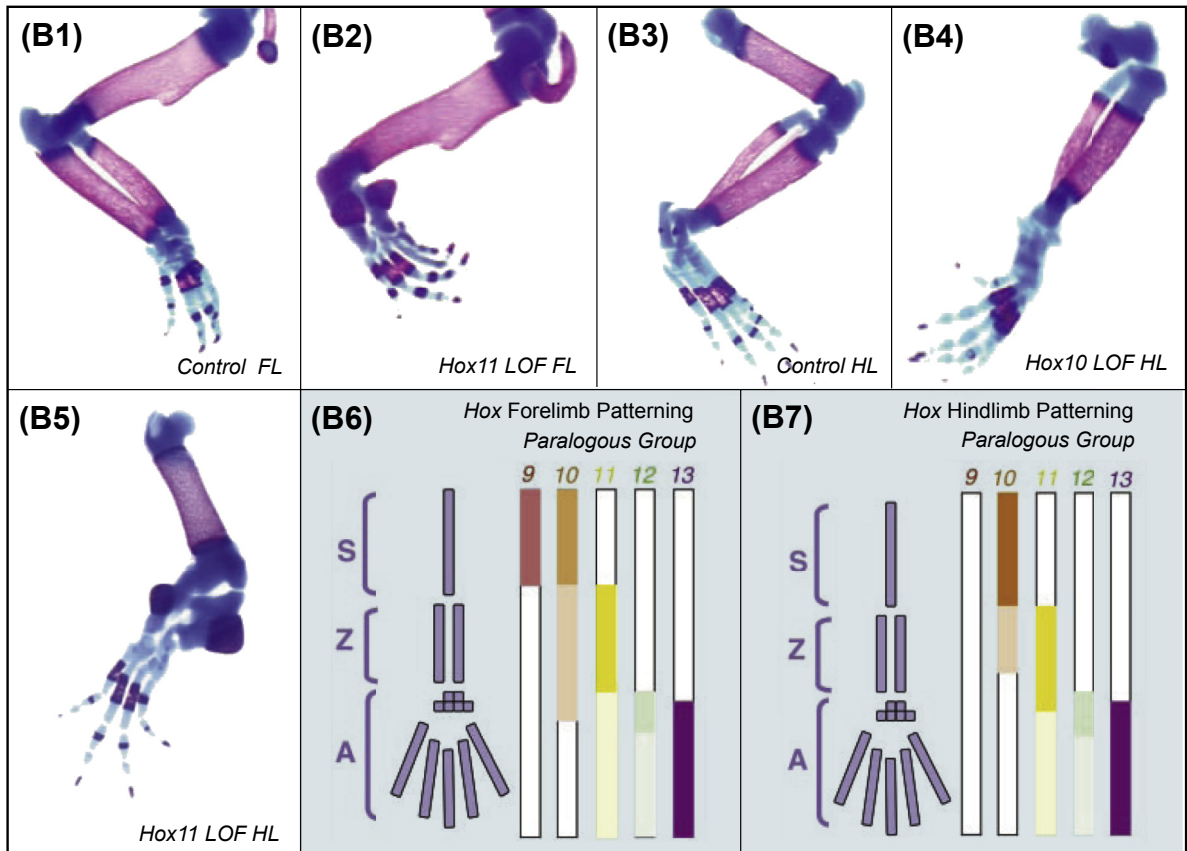 (B1)
Control FL
(B2)
Hox11 LOF FL
(B3)
Control HL
(B4)
Hox10 LOF HL
(B5)
Hox11 LOF HL
(B6)
Hox Forelimb Patterning
Paralogous Group
9 10 11 12 13
S
Z
A
(B7)
Hox Hindlimb Patterning
Paralogous Group
9 10 11 12 13
S
Z
A